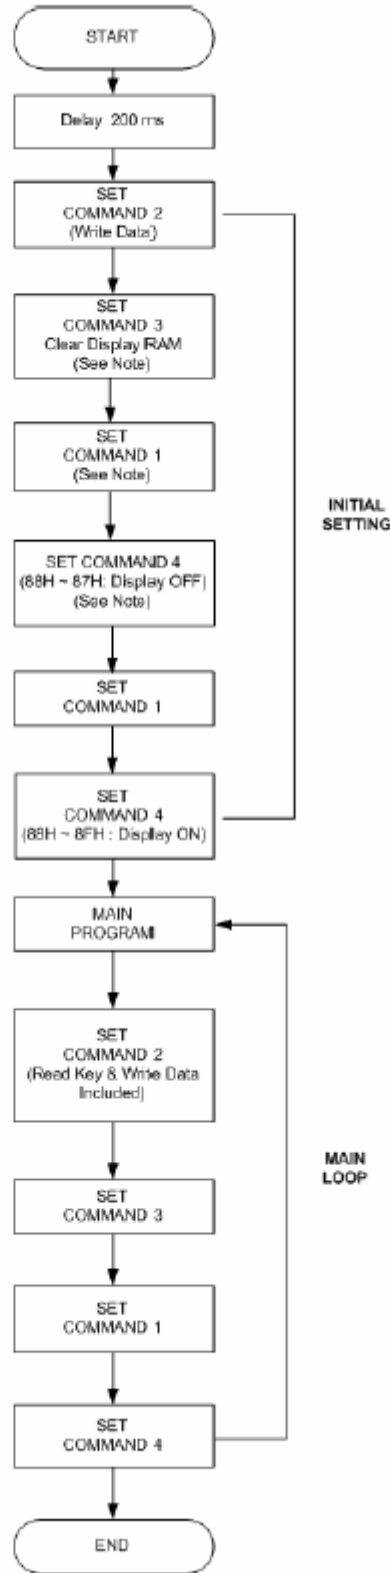 START
Delay 200 ms
SET
COMMAND 2
(Write Data)
SET
COMMAND 3
Clear Display RAM
(See Note)
SET
COMMAND 1
(See Note)
INITIAL
SETTING
SET COMMAND 4
(88H ~ 87H: Display OFF)
(See Note)
SET
COMMAND 1
SET
COMMAND 4
(88H ~ 8FH : Display ON)
MAIN
PROGRAM
SET
COMMAND 2
(Read Key & Write Data
Included)
MAIN
LOOP
SET
COMMAND 3
SET
COMMAND 1
SET
COMMAND 4
END